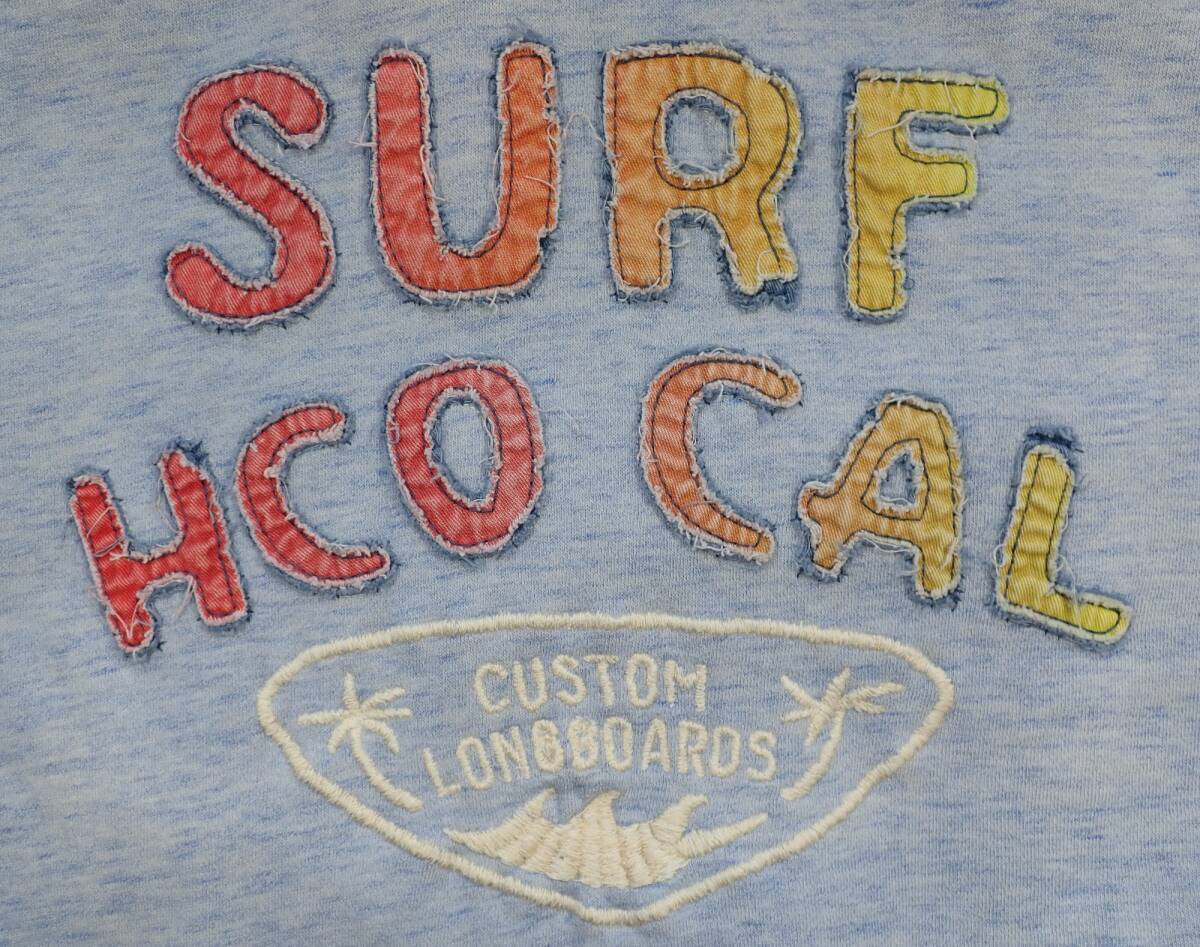 SURF
HCO CAL
CUSTOM
LONGBOARDS